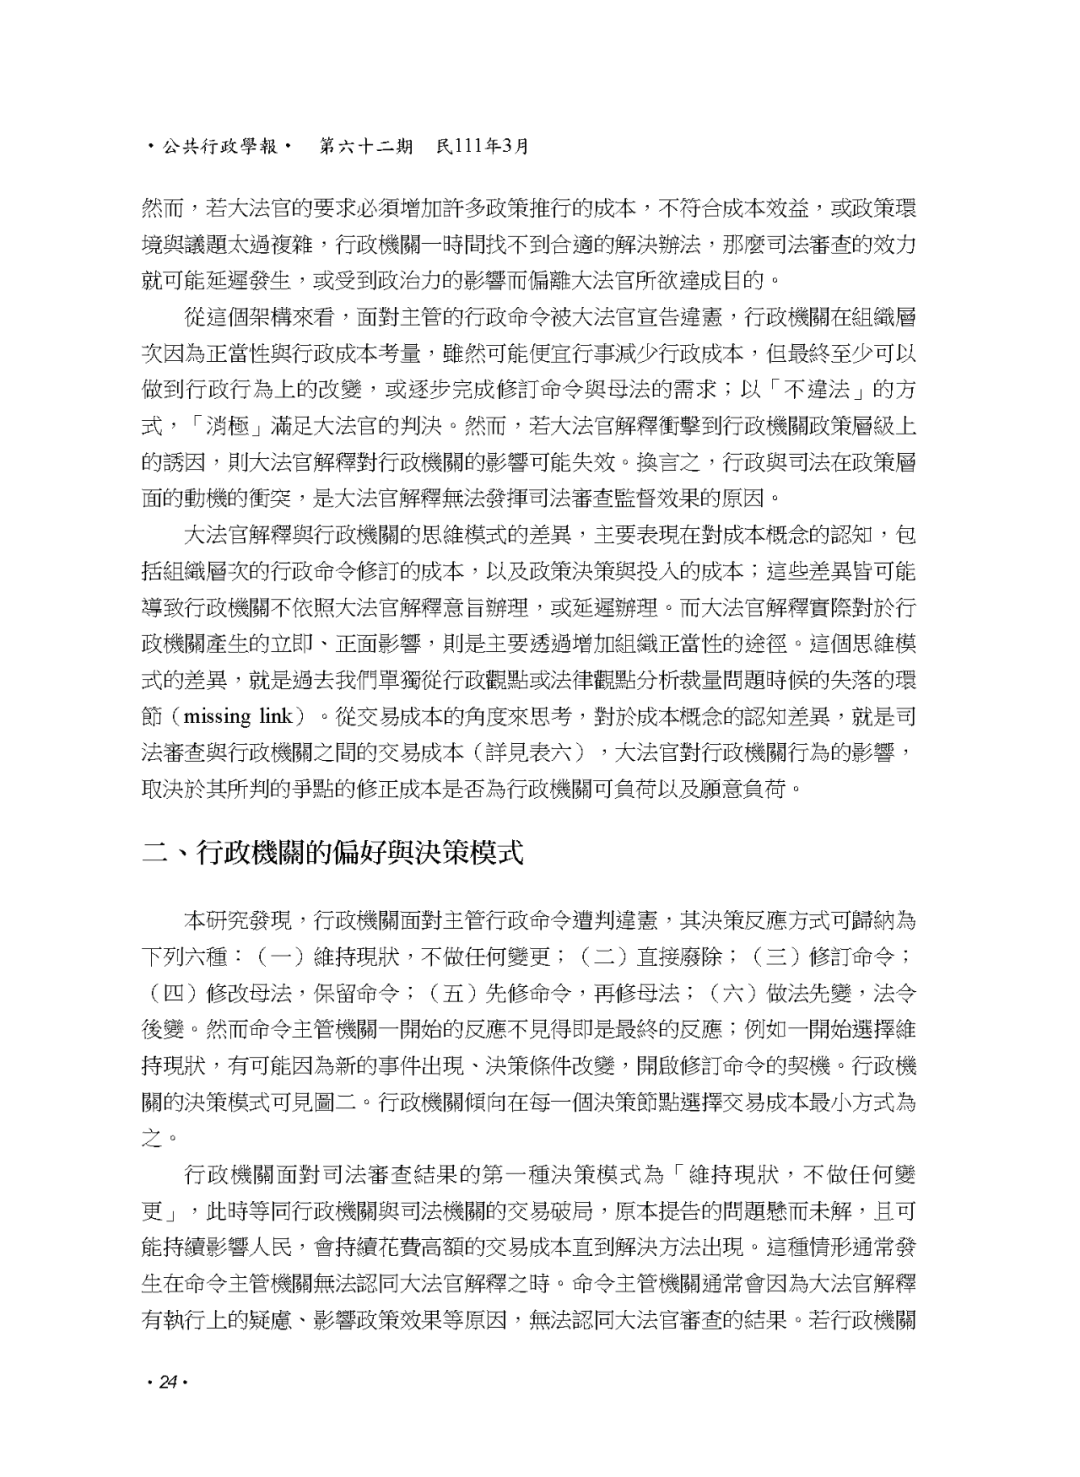 ‧公共行政學報‧　第六十二期　民111年3月
然而，若大法官的要求必須增加許多政策推行的成本，不符合成本效益，或政策環
境與議題太過複雜，行政機關一時間找不到合適的解決辦法，那麼司法審查的效力
就可能延遲發生，或受到政治力的影響而偏離大法官所欲達成目的。
從這個架構來看，面對主管的行政命令被大法官宣告違憲，行政機關在組織層
次因為正當性與行政成本考量，雖然可能便宜行事減少行政成本，但最終至少可以
做到行政行為上的改變，或逐步完成修訂命令與母法的需求；以「不違法」的方
式，「消極」滿足大法官的判決。然而，若大法官解釋衝擊到行政機關政策層級上
的誘因，則大法官解釋對行政機關的影響可能失效。換言之，行政與司法在政策層
面的動機的衝突，是大法官解釋無法發揮司法審查監督效果的原因。
大法官解釋與行政機關的思維模式的差異，主要表現在對成本概念的認知，包
括組織層次的行政命令修訂的成本，以及政策決策與投入的成本；這些差異皆可能
導致行政機關不依照大法官解釋意旨辦理，或延遲辦理。而大法官解釋實際對於行
政機關產生的立即、正面影響，則是主要透過增加組織正當性的途徑。這個思維模
式的差異，就是過去我們單獨從行政觀點或法律觀點分析裁量問題時候的失落的環
節（missing link）。從交易成本的角度來思考，對於成本概念的認知差異，就是司
法審查與行政機關之間的交易成本（詳見表六），大法官對行政機關行為的影響，
取決於其所判的爭點的修正成本是否為行政機關可負荷以及願意負荷。
二、行政機關的偏好與決策模式
本研究發現，行政機關面對主管行政命令遭判違憲，其決策反應方式可歸納為
下列六種：（一）維持現狀，不做任何變更；（二）直接廢除；（三）修訂命令；
（四）修改母法，保留命令；（五）先修命令，再修母法；（六）做法先變，法令
後變。然而命令主管機關一開始的反應不見得即是最終的反應；例如一開始選擇維
持現狀，有可能因為新的事件出現、決策條件改變，開啟修訂命令的契機。行政機
關的決策模式可見圖二。行政機關傾向在每一個決策節點選擇交易成本最小方式為
之。
行政機關面對司法審查結果的第一種決策模式為「維持現狀，不做任何變
更」，此時等同行政機關與司法機關的交易破局，原本提告的問題懸而未解，且可
能持續影響人民，會持續花費高額的交易成本直到解決方法出現。這種情形通常發
生在命令主管機關無法認同大法官解釋之時。命令主管機關通常會因為大法官解釋
有執行上的疑慮、影響政策效果等原因，無法認同大法官審查的結果。若行政機關
‧24‧